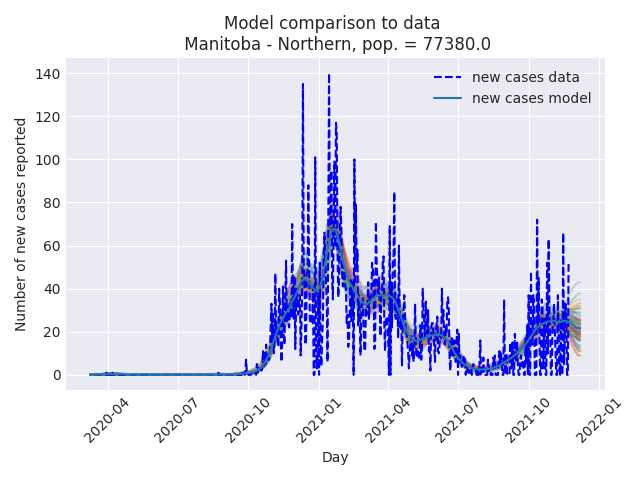 Model comparison to data
Manitoba - Northern, pop. = 77380.0
new cases data
new cases model
Number of new cases reported
140
120
100
80
60
40
20
0
2020-04
2020-07
2020-10
2021-01
2021-04
2021-07
2021-10
2022-01
Day